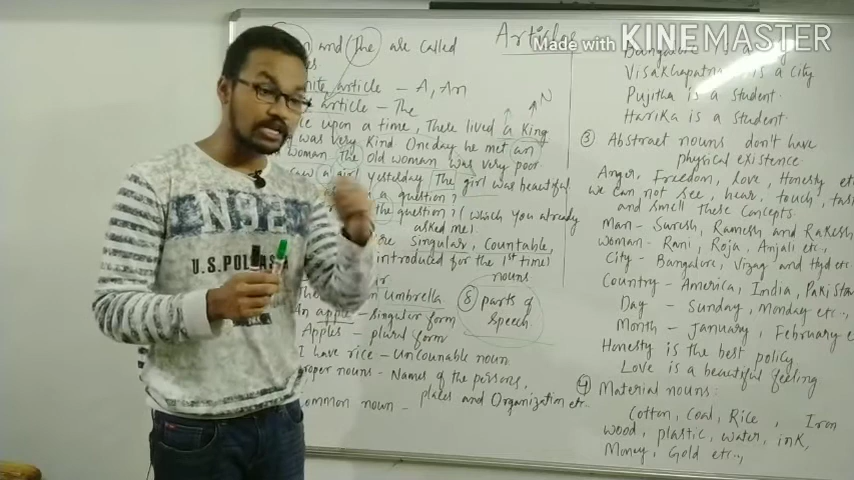 Articles
and The are called
article - A, An
article - The
upon a time, There lived a King
was very kind One day he met an
woman The old woman was very poor.
saw a girl yesterday The girl was beautiful
a question?
the question? (which you already
asked me).
Singular, Countable,
introduced for the 1st time)
nouns
umbrella
An apple - singular form
Apples - plural form
I have rice - uncounable noun
nouns - Names of the persons,
places and Organization etc.
common noun -
8 parts of
speech
Made with KINEMASTER
Bangalore is a
is a city
Pujitha is a student.
Harika is a student.
3 Abstract nouns don't have
physical existence.
Anger, Freedom, Love, Honesty etc
we can not see, hear, touch,
and smell These concepts.
Man - Suresh, Ramesh and Rakesh
woman - Rani, Roja, Anjali etc.,
City - Bangalore, Vizag and Hyd etc.
Country - America, India,
Day - Sunday, Monday etc..,
Month - January, February
Honesty is the best policy
Love is a beautiful feeling
4 Material nouns:
Cotton, Coal, Rice, Iron
wood, plastic, water, ink,
Money, Gold etc..,
N
U.S.POL